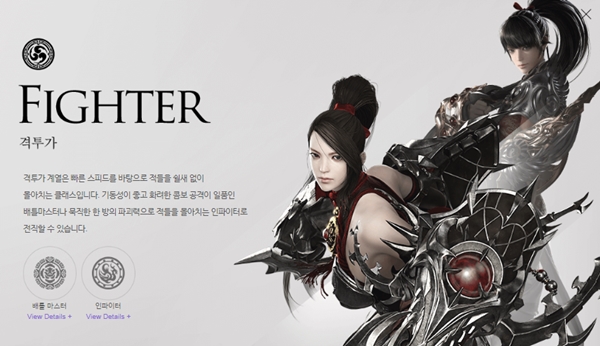 FIGHTER
격투가
격투가 계열은 빠른 스피드를 바탕으로 적들을 쉴새 없이
몰아치는 클래스입니다. 기동성이 좋고 화려한 콤보 공격이 일품인
배틀마스터나 묵직한 한 방의 파괴력으로 적들을 몰아치는 인파이터로
전직할 수 있습니다.
배틀 마스터 인파이터
View Details + View Details +